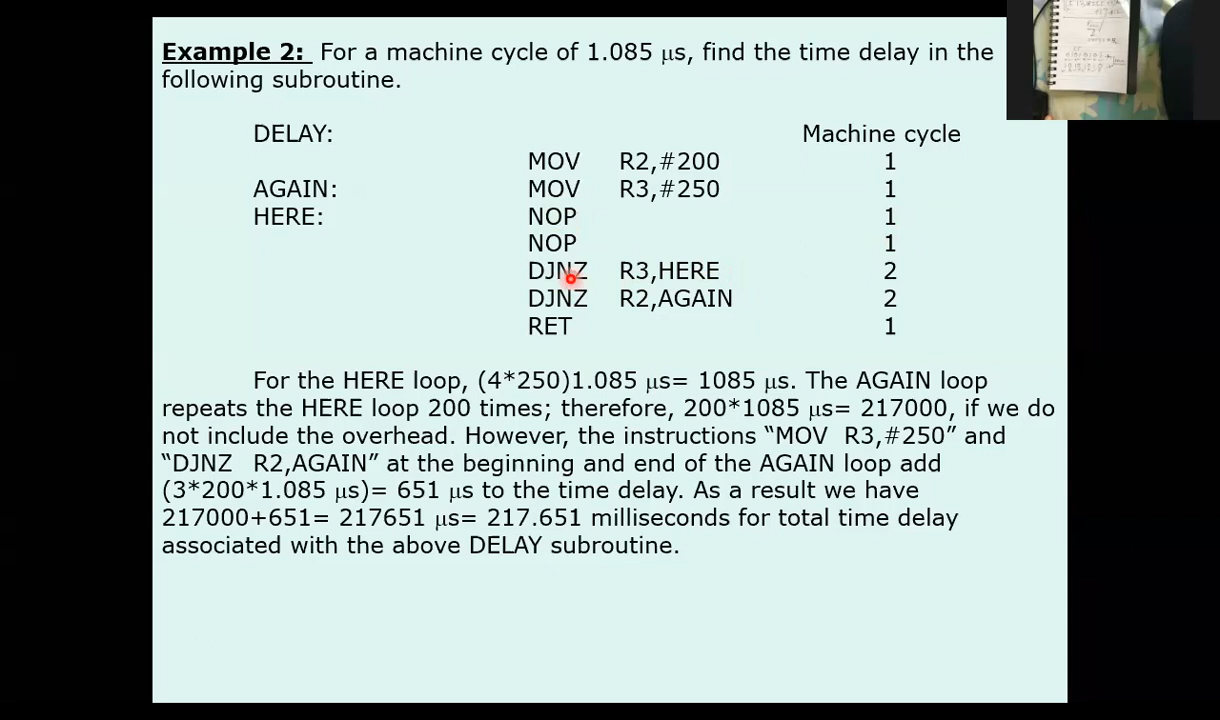 Example 2: For a machine cycle of 1.085 μs, find the time delay in the
following subroutine.
DELAY: Machine cycle
MOV R2,#200 1
AGAIN: MOV R3,#250 1
HERE: NOP 1
NOP 1
DJNZ R3,HERE 2
DJNZ R2,AGAIN 2
RET 1
For the HERE loop, (4*250)1.085 μs= 1085 μs. The AGAIN loop
repeats the HERE loop 200 times; therefore, 200*1085 μs= 217000, if we do
not include the overhead. However, the instructions “MOV R3,#250” and
“DJNZ R2,AGAIN” at the beginning and end of the AGAIN loop add
(3*200*1.085 μs)= 651 μs to the time delay. As a result we have
217000+651= 217651 μs= 217.651 milliseconds for total time delay
associated with the above DELAY subroutine.